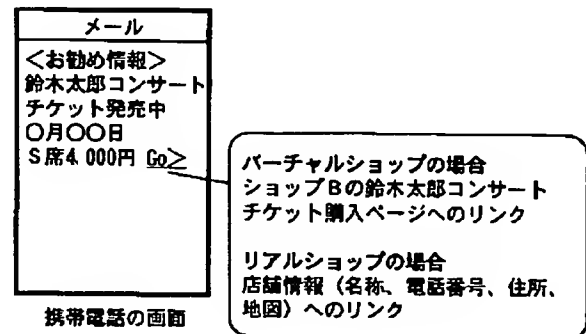 メール
<お勧め情報>
鈴木太郎コンサート
チケット発売中
〇月〇〇日
S席4,000円 Go>
バーチャルショップの場合
ショップBの鈴木太郎コンサート
チケット購入ページへのリンク
リアルショップの場合
店舗情報（名称、電話番号、住所、
地図）へのリンク
携帯電話の画面